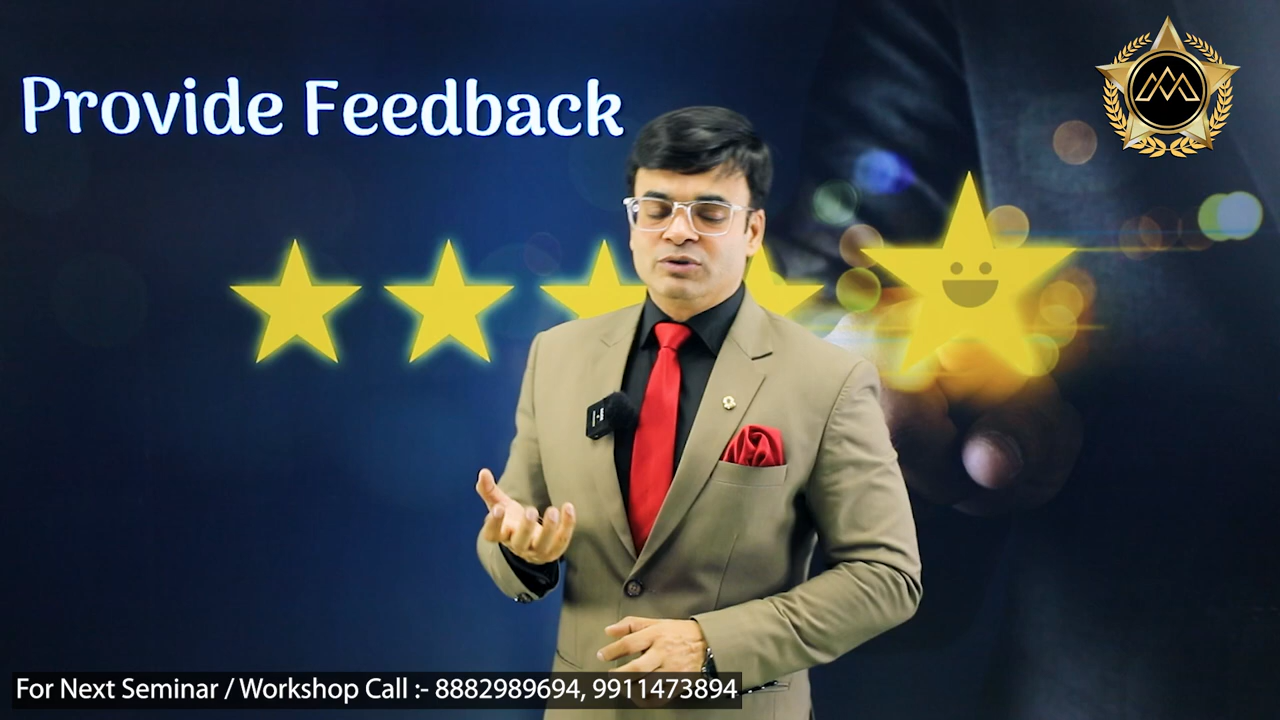 Provide Feedback
For Next Seminar / Workshop Call :- 8882989694, 9911473894